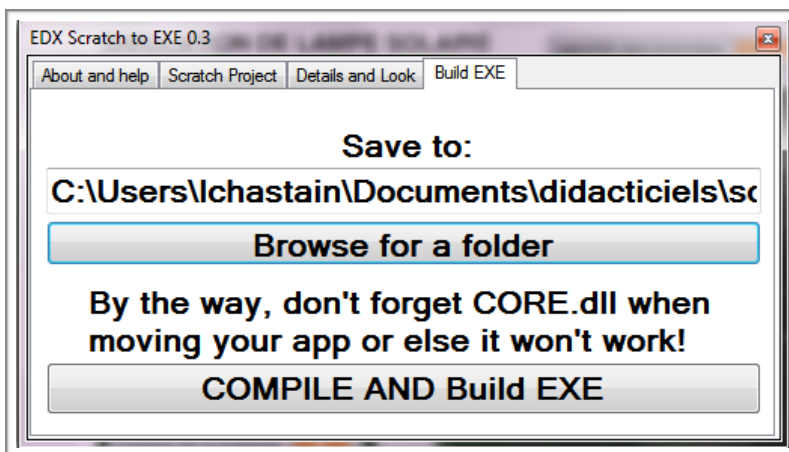 EDX Scratch to EXE 0.3
About and help
Scratch Project
Details and Look
Build EXE
Save to:
C:\Users\lchastain\Documents\didacticiels\sc
Browse for a folder
By the way, don't forget CORE.dll when
moving your app or else it won't work!
COMPILE AND Build EXE